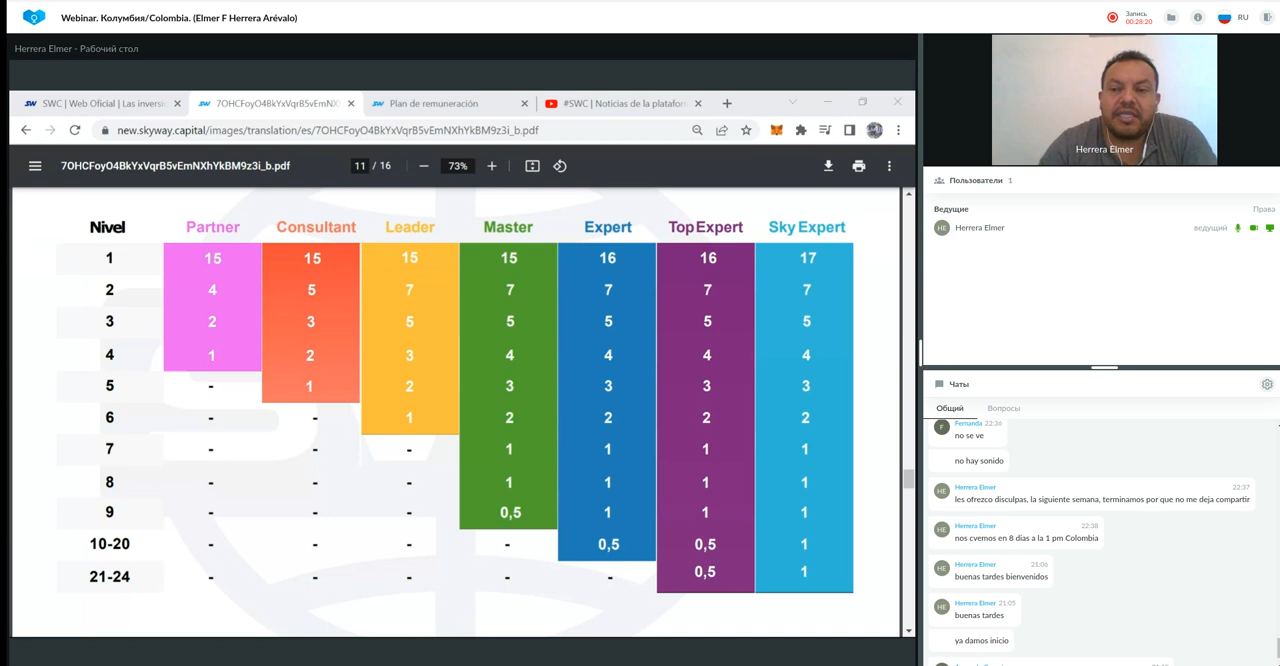 Webinar. Колумбия/Colombia. (Elmer F Herrera Arévalo)
Запись
00:28:20
RU
Herrera Elmer - Рабочий стол
SW SWC | Web Oficial | Las inversi
SW 7OHCFoyO4BkYxVqrB5vEmNX
SW Plan de remuneración
#SWC | Noticias de la platafor
new.skyway.capital/images/translation/es/7OHCFoyO4BkYxVqrB5vEmNXhYkBM9z3i_b.pdf
7OHCFoyO4BkYxVqrB5vEmNXhYkBM9z3i_b.pdf
11 / 16
73%
Nivel Partner Consultant Leader Master Expert Top Expert Sky Expert
1 15 15 15 15 16 16 17
2 4 5 7 7 7 7 7
3 2 3 5 5 5 5 5
4 1 2 3 4 4 4 4
5 - 1 2 3 3 3 3
6 - - 1 2 2 2 2
7 - - - 1 1 1 1
8 - - - 1 1 1 1
9 - - - 0,5 1 1 1
10-20 - - - - 0,5 0,5 1
21-24 - - - - - 0,5 1
Herrera Elmer
Пользователи 1
Ведущие
Права
HE Herrera Elmer
ведущий
Чаты
Общий
Вопросы
F Fernanda 22:36
no se ve
no hay sonido
HE Herrera Elmer 22:37
les ofrezco disculpas, la siguiente semana, terminamos por que no me deja compartir
HE Herrera Elmer 22:38
nos cvemos en 8 dias a la 1 pm Colombia
HE Herrera Elmer 21:06
buenas tardes bienvenidos
HE Herrera Elmer 21:05
buenas tardes
ya damos inicio